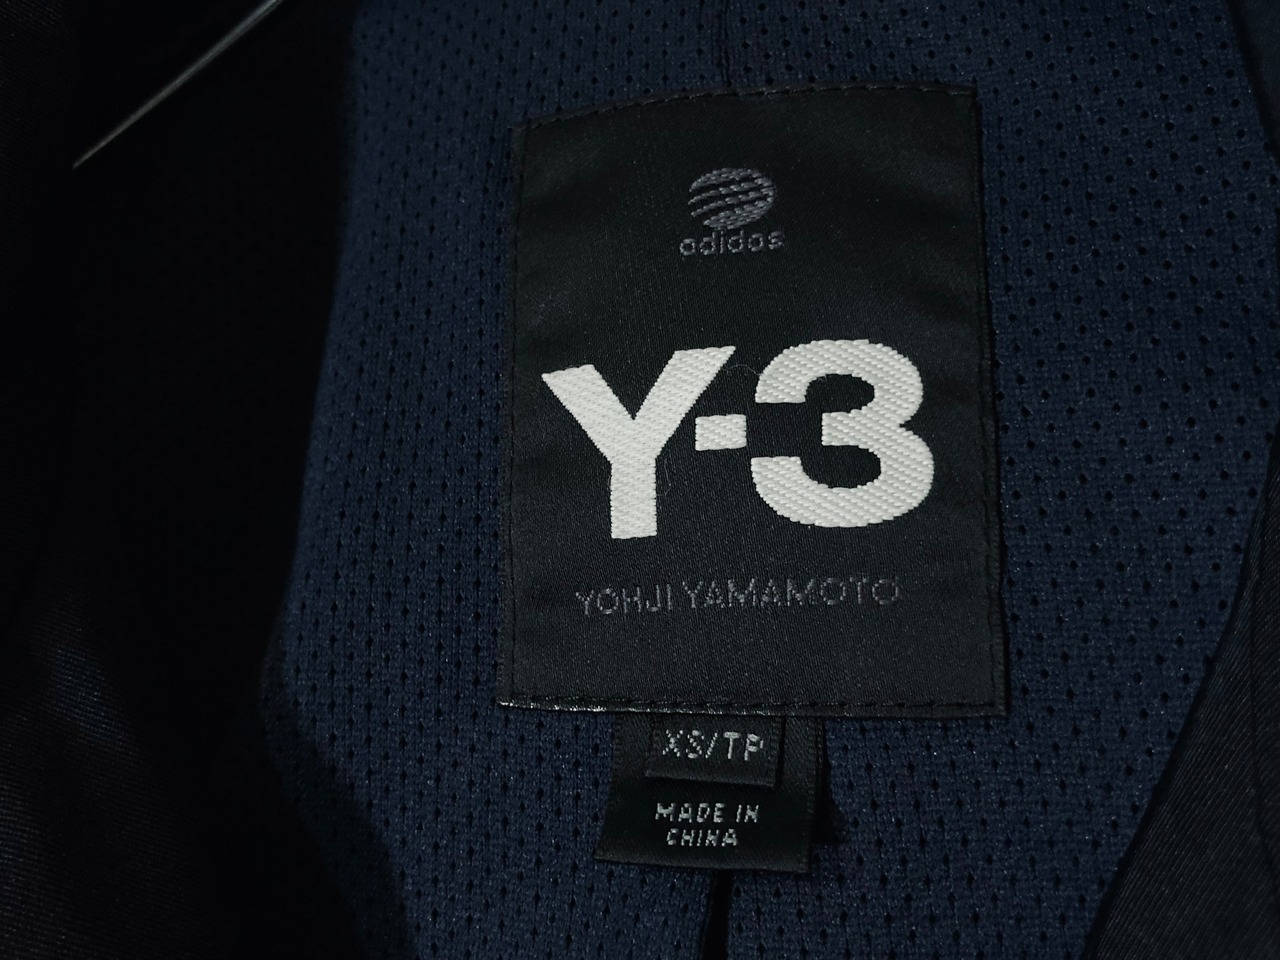 adidas
Y-3
YOHJI YAMAMOTO
XS/TP
MADE IN
CHINA